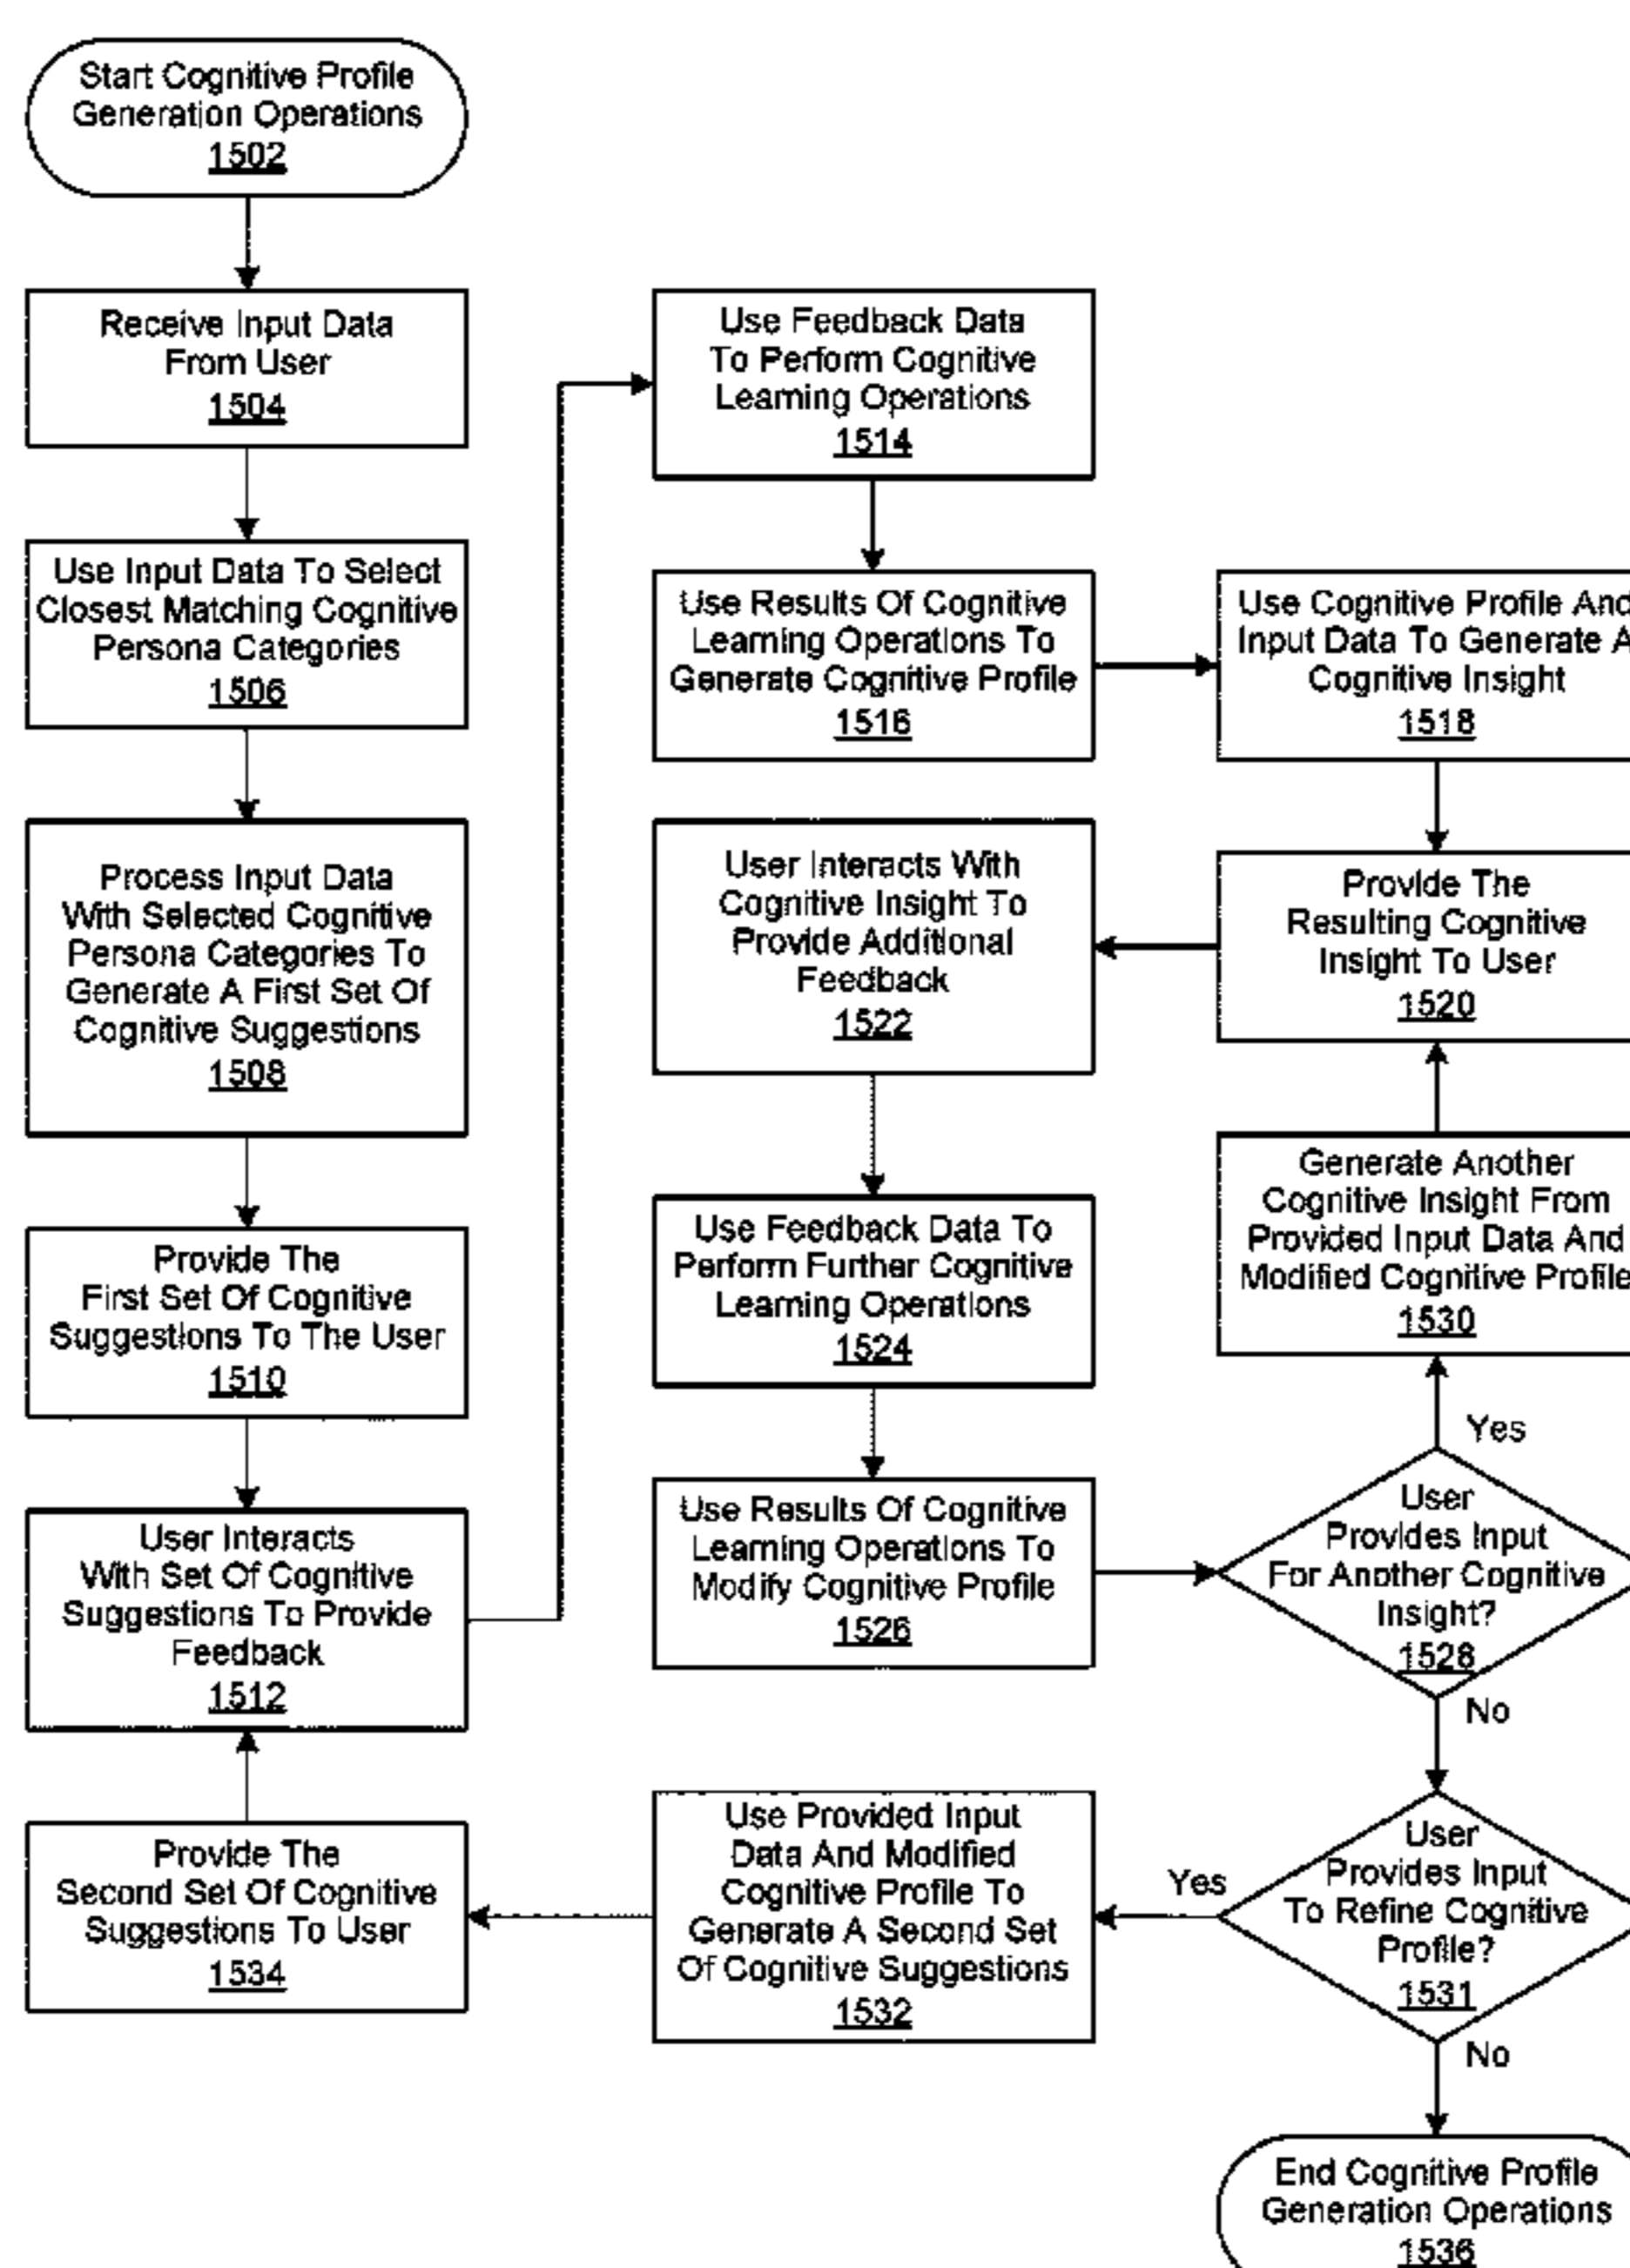 Start Cognitive Profile
Generation Operations
1502
Receive Input Data
From User
1504
Use Input Data To Select
Closest Matching Cognitive
Persona Categories
1506
Process Input Data
With Selected Cognitive
Persona Categories To
Generate A First Set Of
Cognitive Suggestions
1508
Provide The
First Set Of Cognitive
Suggestions To The User
1510
User Interacts
With Set Of Cognitive
Suggestions To Provide
Feedback
1512
Use Feedback Data
To Perform Cognitive
Learning Operations
1514
Use Results Of Cognitive
Learning Operations To
Generate Cognitive Profile
1516
Use Cognitive Profile And
Input Data To Generate A
Cognitive Insight
1518
Provide The
Resulting Cognitive
Insight To User
1520
User Interacts With
Cognitive Insight To
Provide Additional
Feedback
1522
Use Feedback Data To
Perform Further Cognitive
Learning Operations
1524
Use Results Of Cognitive
Learning Operations To
Modify Cognitive Profile
1526
User
Provides Input
For Another Cognitive
Insight?
1528
Yes
Generate Another
Cognitive Insight From
Provided Input Data And
Modified Cognitive Profile
1530
No
User
Provides Input
To Refine Cognitive
Profile?
1531
Yes
Use Provided Input
Data And Modified
Cognitive Profile To
Generate A Second Set
Of Cognitive Suggestions
1532
Provide The
Second Set Of Cognitive
Suggestions To User
1534
No
End Cognitive Profile
Generation Operations
1536